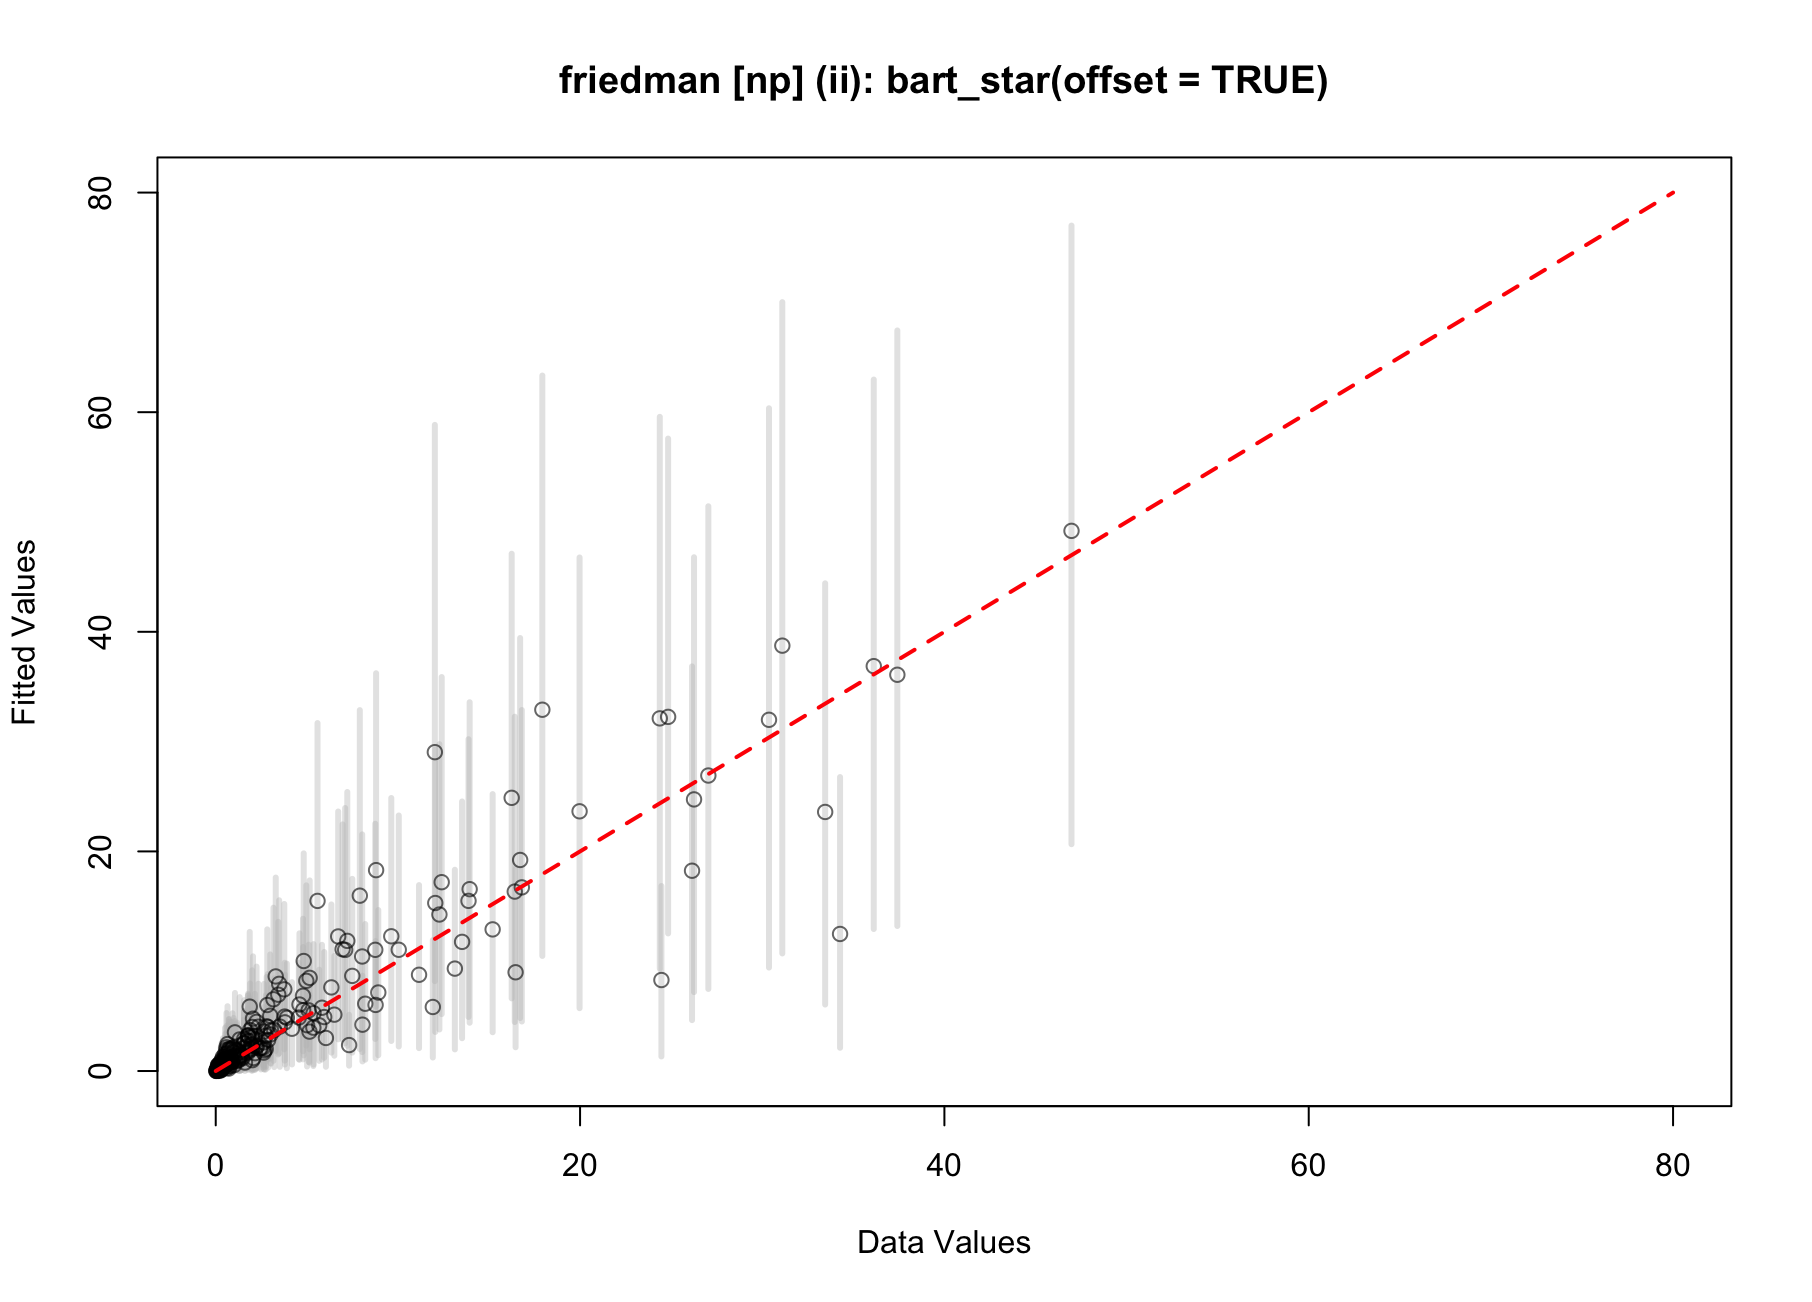 friedman [np] (ii): bart_star(offset = TRUE)
80
60
40
20
0
Fitted Values
0 20 40 60 80
Data Values